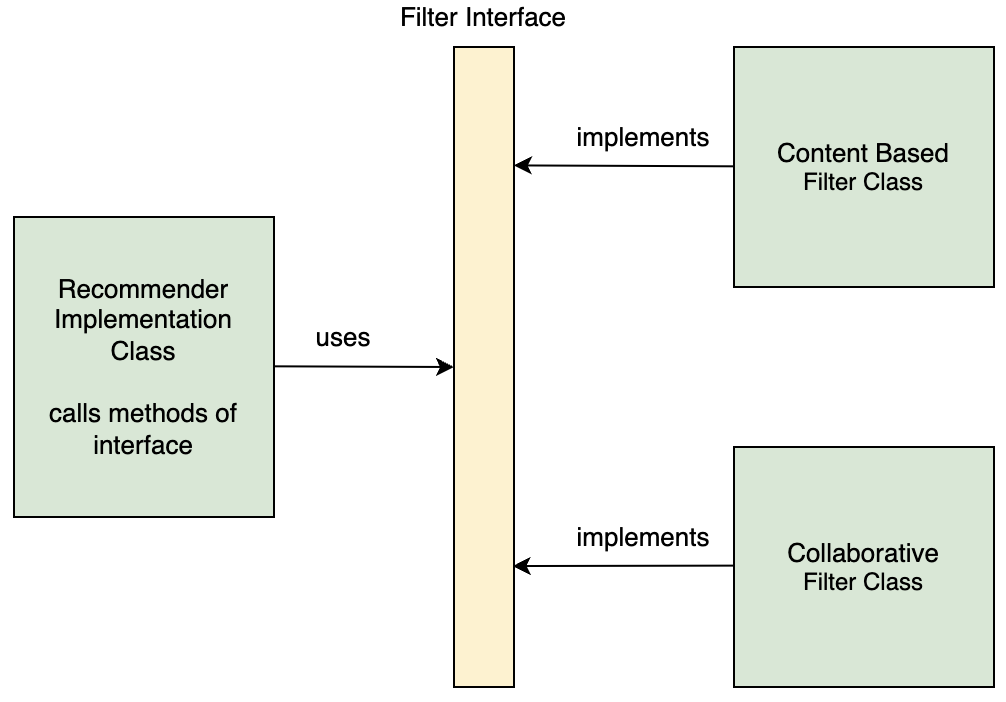 Filter Interface
implements
Content Based
Filter Class
Recommender
Implementation
Class
calls methods of
interface
uses
implements
Collaborative
Filter Class